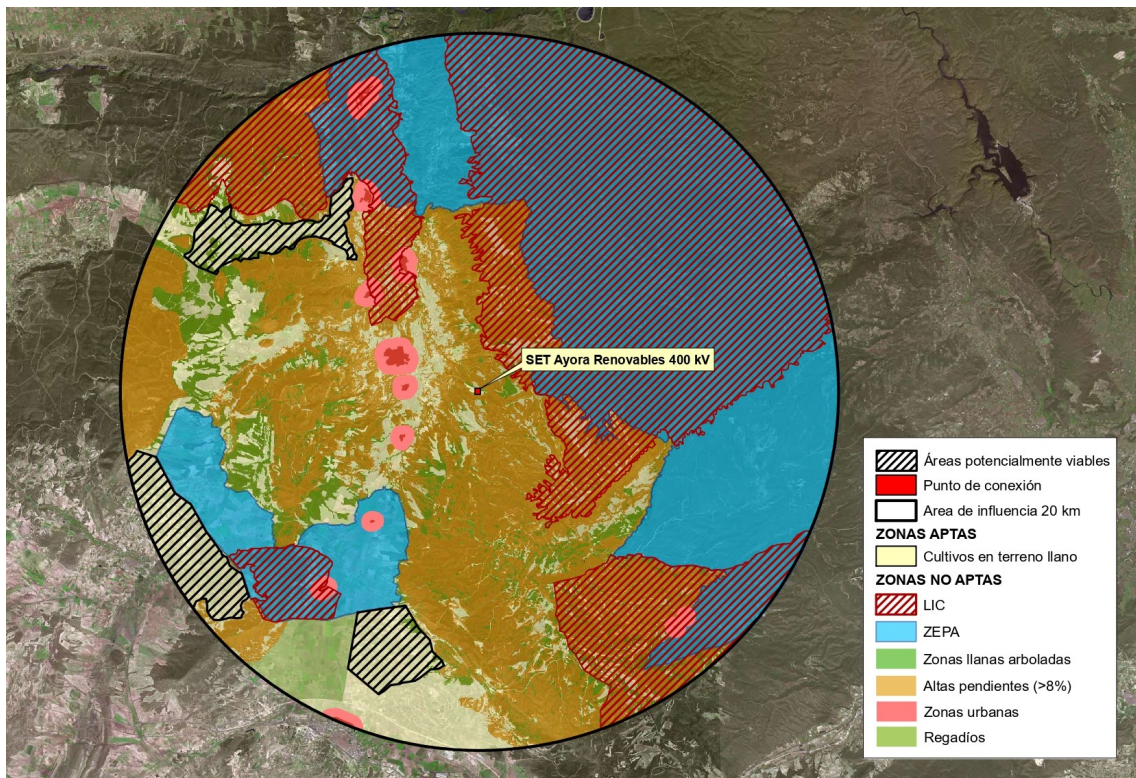 SET Ayora Renovables 400 kV
Áreas potencialmente viables
Punto de conexión
Area de influencia 20 km
ZONAS APTAS
Cultivos en terreno llano
ZONAS NO APTAS
LIC
ZEPA
Zonas llanas arboladas
Altas pendientes (>8%)
Zonas urbanas
Regadíos